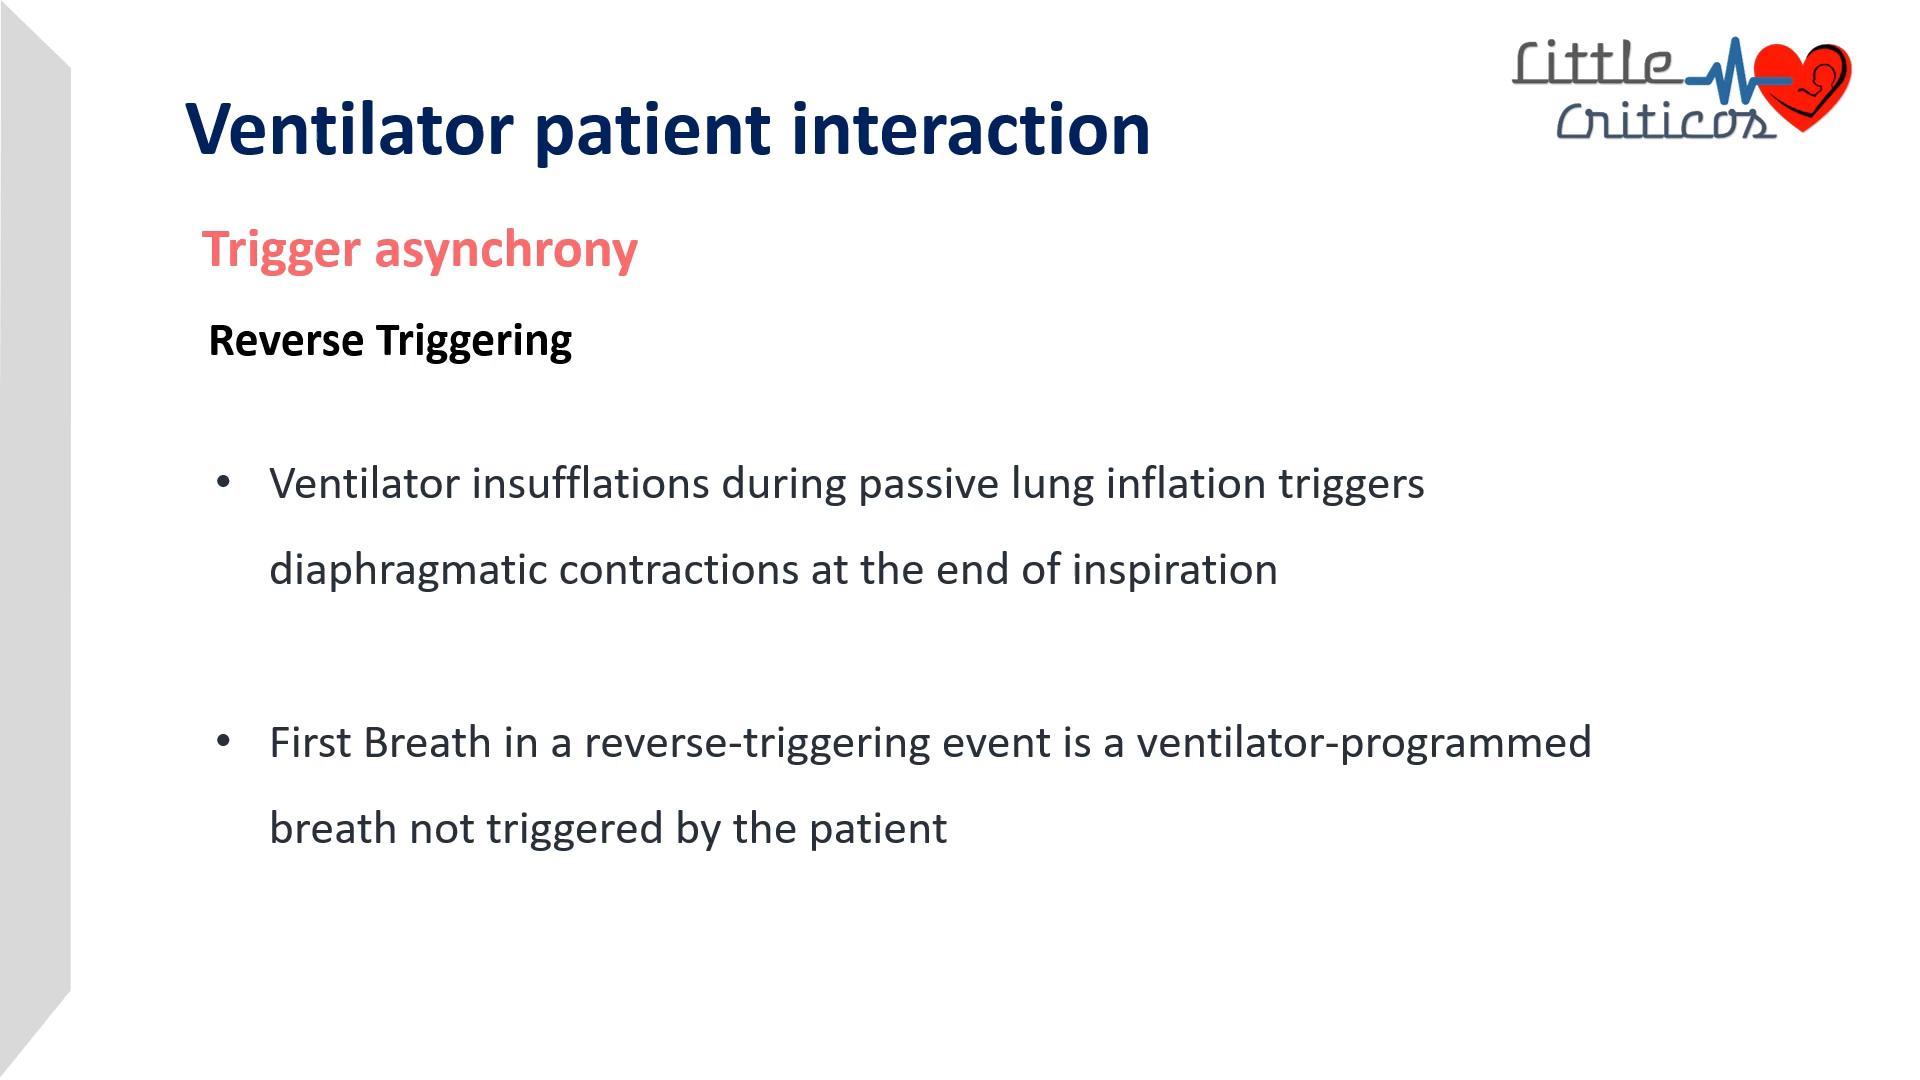 Little
Criticos
Ventilator patient interaction
Trigger asynchrony
Reverse Triggering
• Ventilator insufflations during passive lung inflation triggers
diaphragmatic contractions at the end of inspiration
• First Breath in a reverse-triggering event is a ventilator-programmed
breath not triggered by the patient